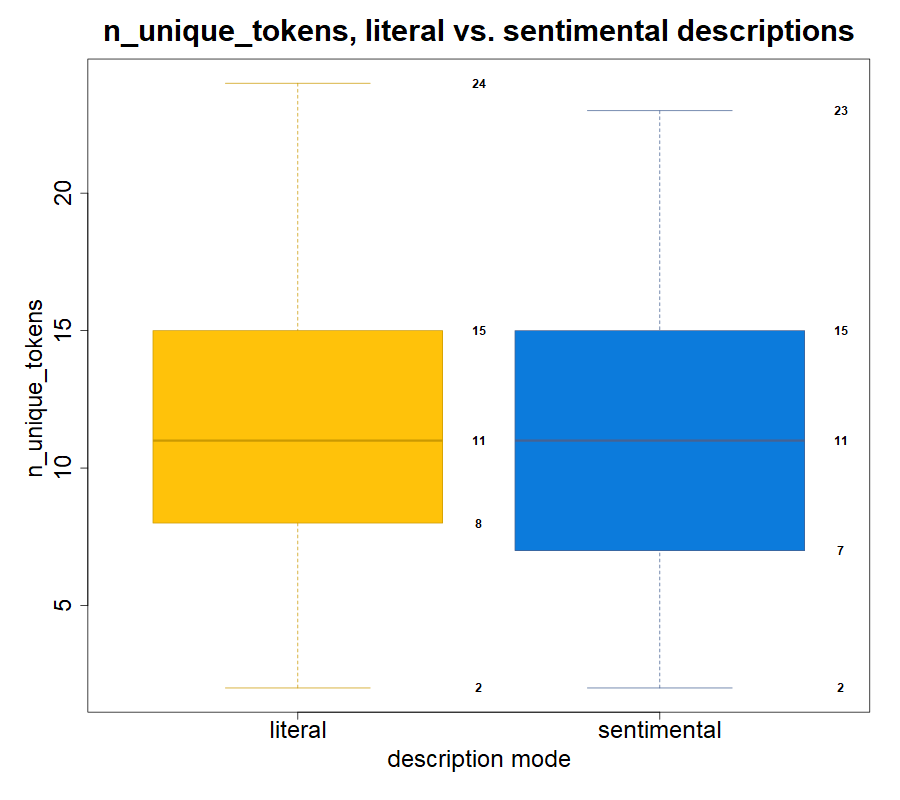 n_unique_tokens, literal vs. sentimental descriptions
24
23
20
n_unique_tokens
15
15
15
11
11
10
8
7
5
2
2
literal
sentimental
description mode